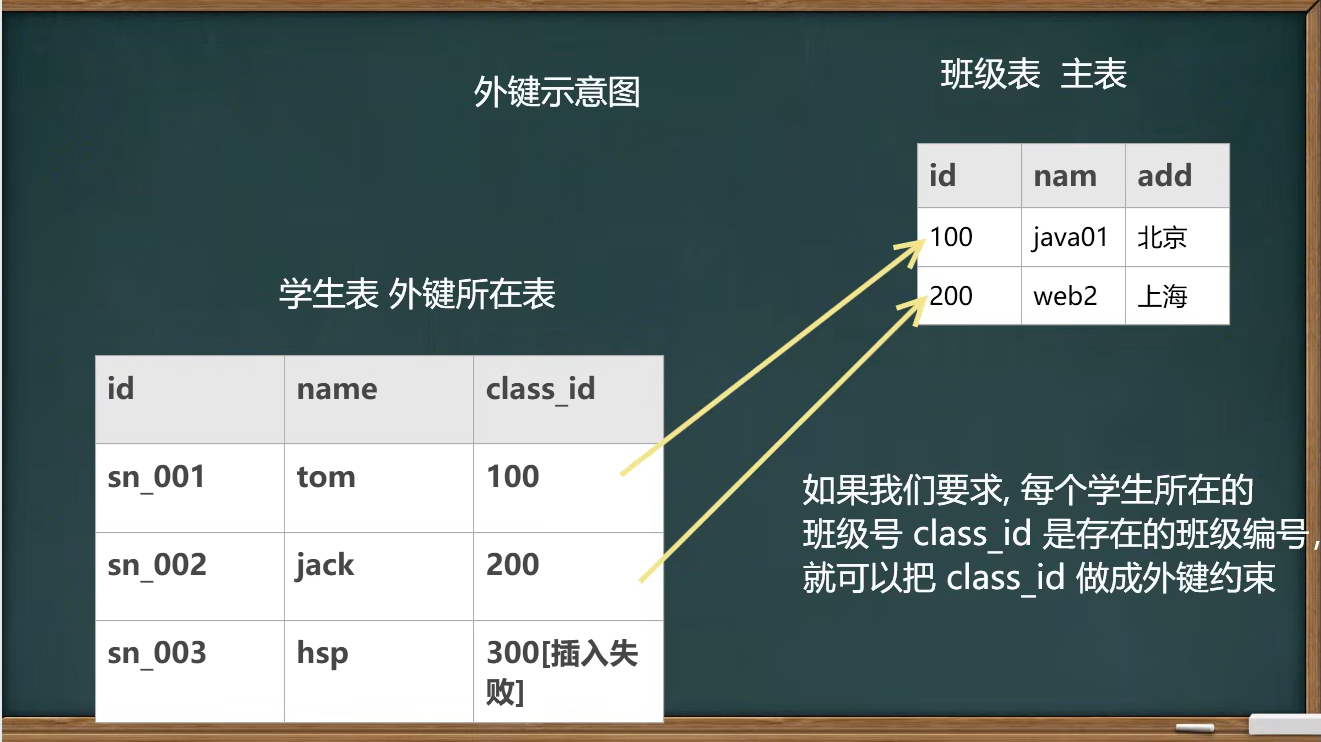 外键示意图
班级表 主表
id nam add
100 java01 北京
200 web2 上海
学生表 外键所在表
id name class_id
sn_001 tom 100
sn_002 jack 200
sn_003 hsp 300[插入失
败]
如果我们要求, 每个学生所在的
班级号 class_id 是存在的班级编号,
就可以把 class_id 做成外键约束